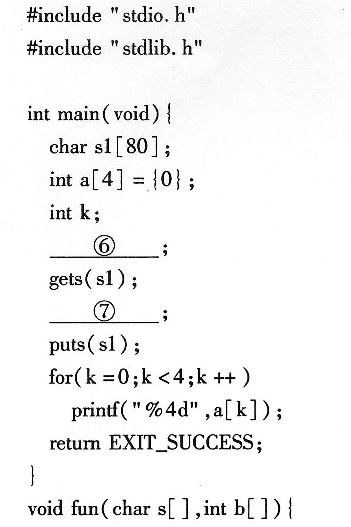 #include "stdio. h"
#include "stdlib. h"
int main(void){
char s1[80];
int a[4] = {0};
int k;
⑥ ;
gets(s1);
⑦ ;
puts(s1);
for(k =0;k <4;k ++ )
printf("%4d",a[k]);
return EXIT_SUCCESS;
}
void fun(char s[ ],int b[ ]){